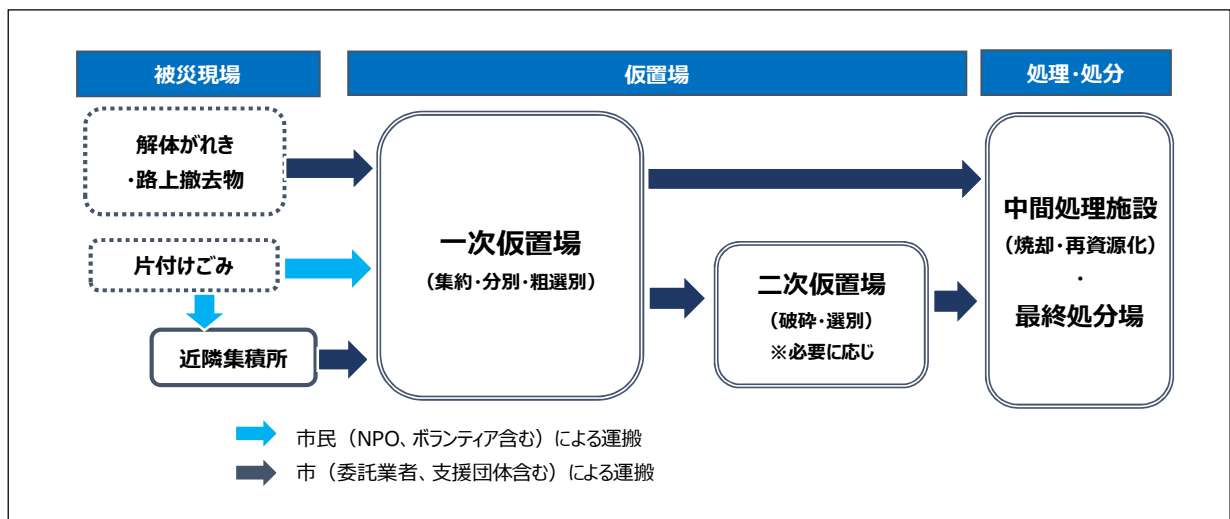 被災現場
仮置場
処理・処分
解体がれき
・路上撤去物
片付けごみ
近隣集積所
一次仮置場
（集約・分別・粗選別）
二次仮置場
（破砕・選別）
※必要に応じ
中間処理施設
（焼却・再資源化）
・
最終処分場
市民（NPO、ボランティア含む）による運搬
市（委託業者、支援団体含む）による運搬